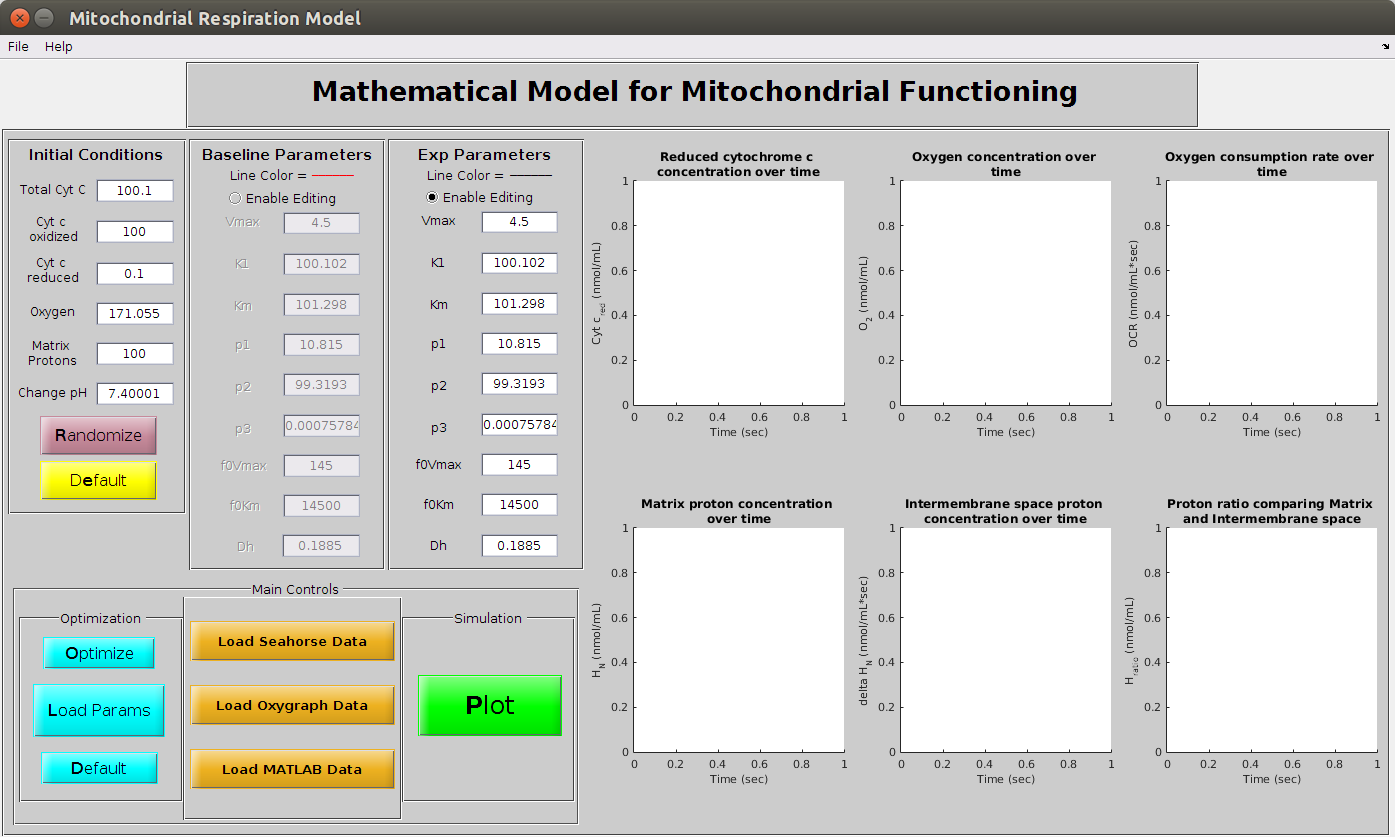 Mitochondrial Respiration Model
File Help
Mathematical Model for Mitochondrial Functioning
Initial Conditions
Total Cyt C 100.1
Cyt c
oxidized 100
Cyt c
reduced 0.1
Oxygen 171.055
Matrix
Protons 100
Change pH 7.40001
Randomize
Default
Baseline Parameters
Line Color =
Enable Editing
Vmax 4.5
K1 100.102
Km 101.298
p1 10.815
p2 99.3193
p3 0.00075784
f0Vmax 145
f0Km 14500
Dh 0.1885
Exp Parameters
Line Color =
Enable Editing
Vmax 4.5
K1 100.102
Km 101.298
p1 10.815
p2 99.3193
p3 0.00075784
f0Vmax 145
f0Km 14500
Dh 0.1885
Main Controls
Optimization
Optimize
Load Params
Default
Load Seahorse Data
Load Oxygraph Data
Load MATLAB Data
Simulation
Plot
Reduced cytochrome c
concentration over time
Cyt c red (nmol/mL)
1
0.8
0.6
0.4
0.2
0
0 0.2 0.4 0.6 0.8 1
Time (sec)
Oxygen concentration over
time
O2 (nmol/mL)
1
0.8
0.6
0.4
0.2
0
0 0.2 0.4 0.6 0.8 1
Time (sec)
Oxygen consumption rate over
time
OCR (nmol/mL*sec)
1
0.8
0.6
0.4
0.2
0
0 0.2 0.4 0.6 0.8 1
Time (sec)
Matrix proton concentration
over time
HN (nmol/mL)
1
0.8
0.6
0.4
0.2
0
0 0.2 0.4 0.6 0.8 1
Time (sec)
Intermembrane space proton
concentration over time
delta HN (nmol/mL*sec)
1
0.8
0.6
0.4
0.2
0
0 0.2 0.4 0.6 0.8 1
Time (sec)
Proton ratio comparing Matrix
and Intermembrane space
H ratio (nmol/mL)
1
0.8
0.6
0.4
0.2
0
0 0.2 0.4 0.6 0.8 1
Time (sec)